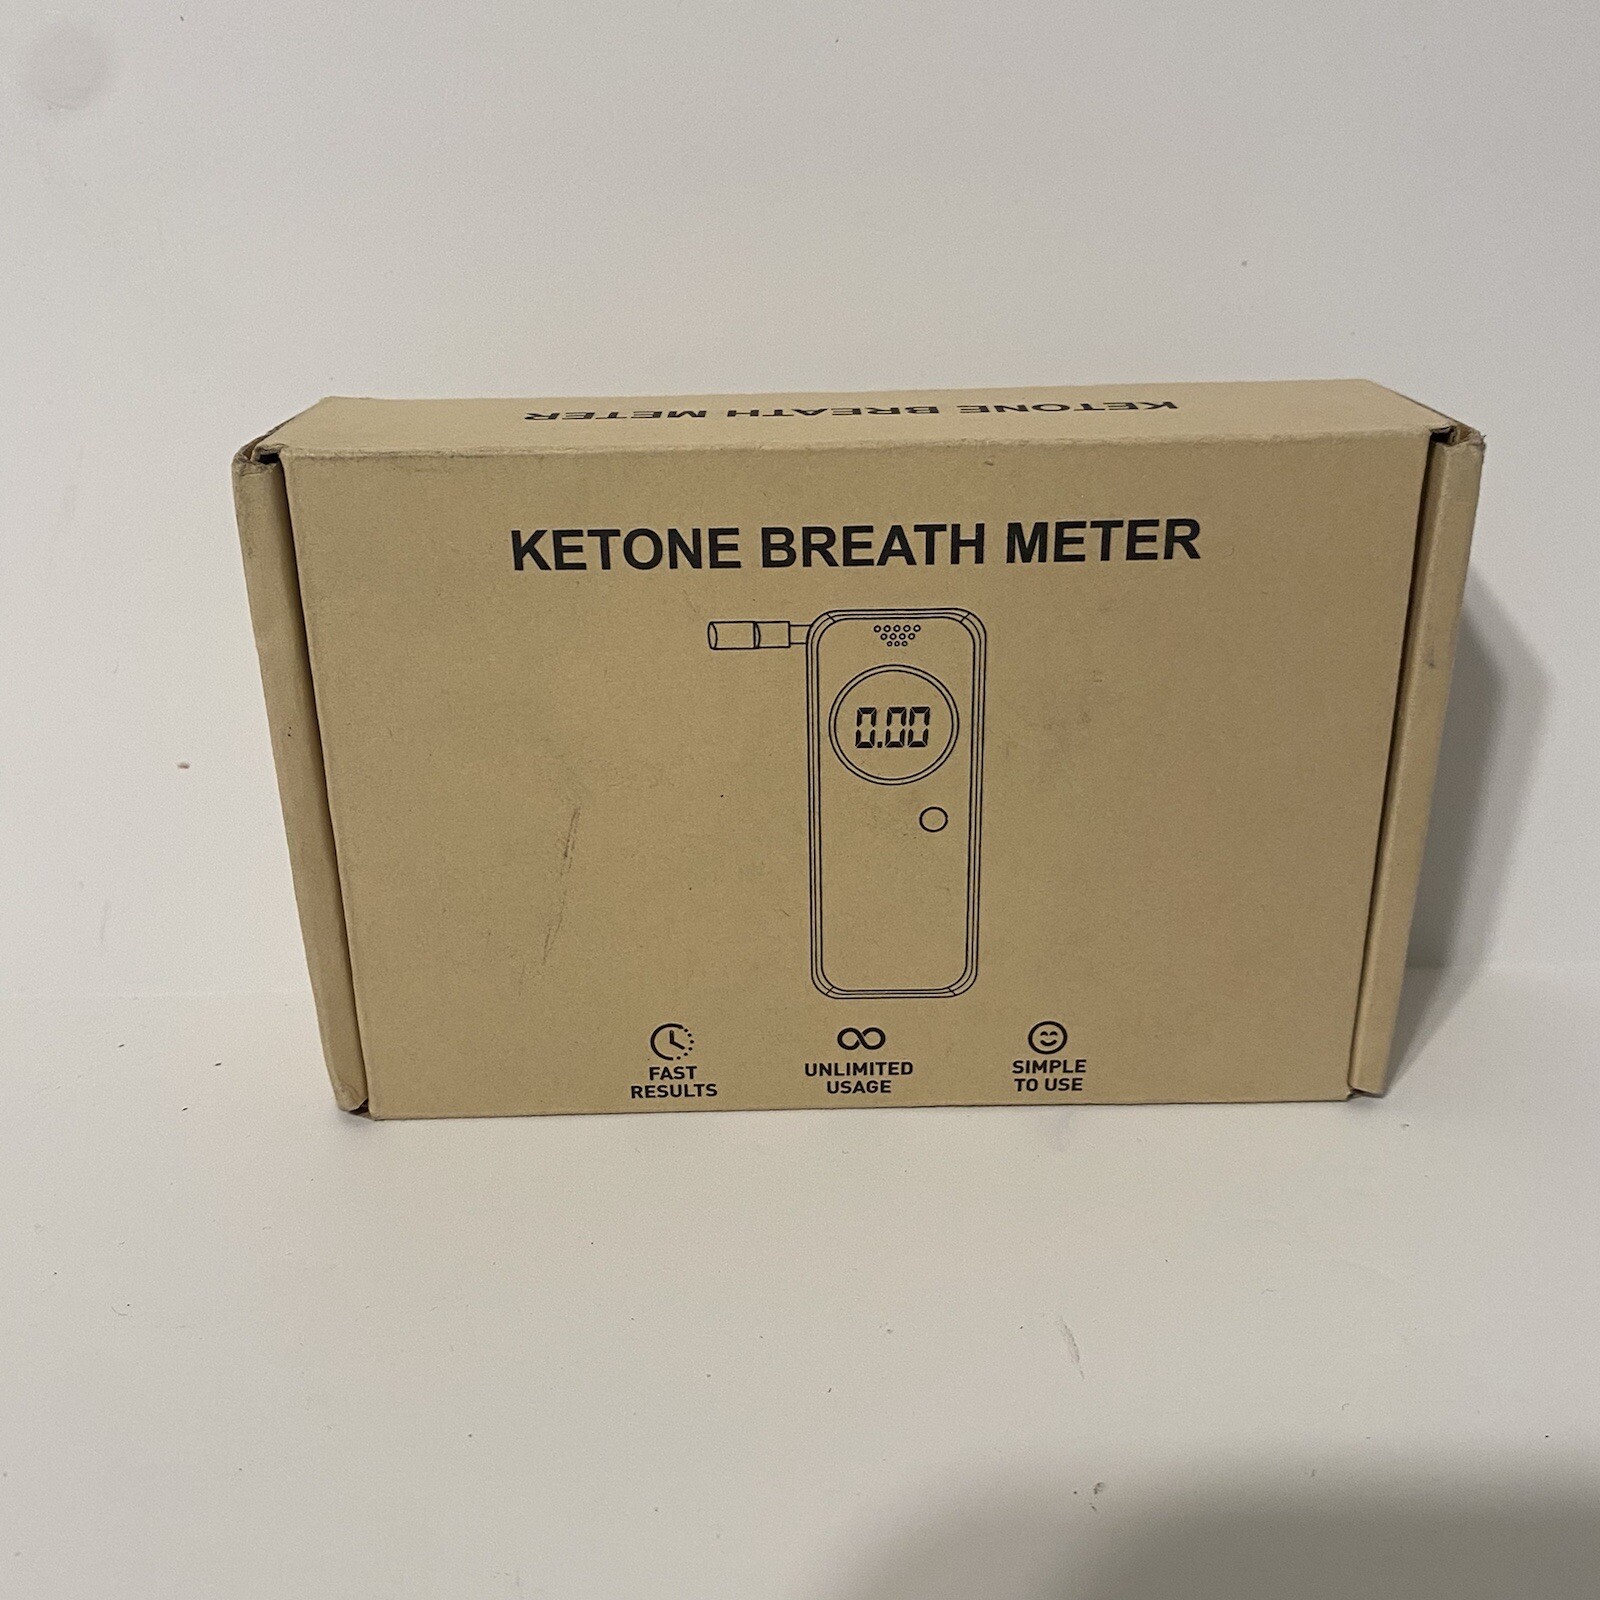 KETONE BREATH METER
KETONE BREATH METER
0.00
FAST
RESULTS
UNLIMITED
USAGE
SIMPLE
TO USE